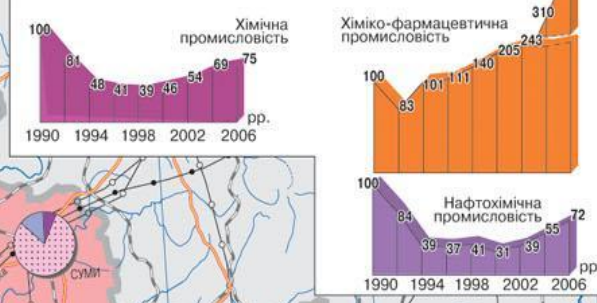 Хімічна
промисловість
100
81
48
41
39
46
54
69
75
рр.
1990 1994 1998 2002 2006
Хіміко-фармацевтична
промисловість
100
83
101
111
140
205
243
310
Нафтохімічна
промисловість
100
84
39
37
41
31
39
55
72
рр
1990 1994 1998 2002 2006
СУМИ